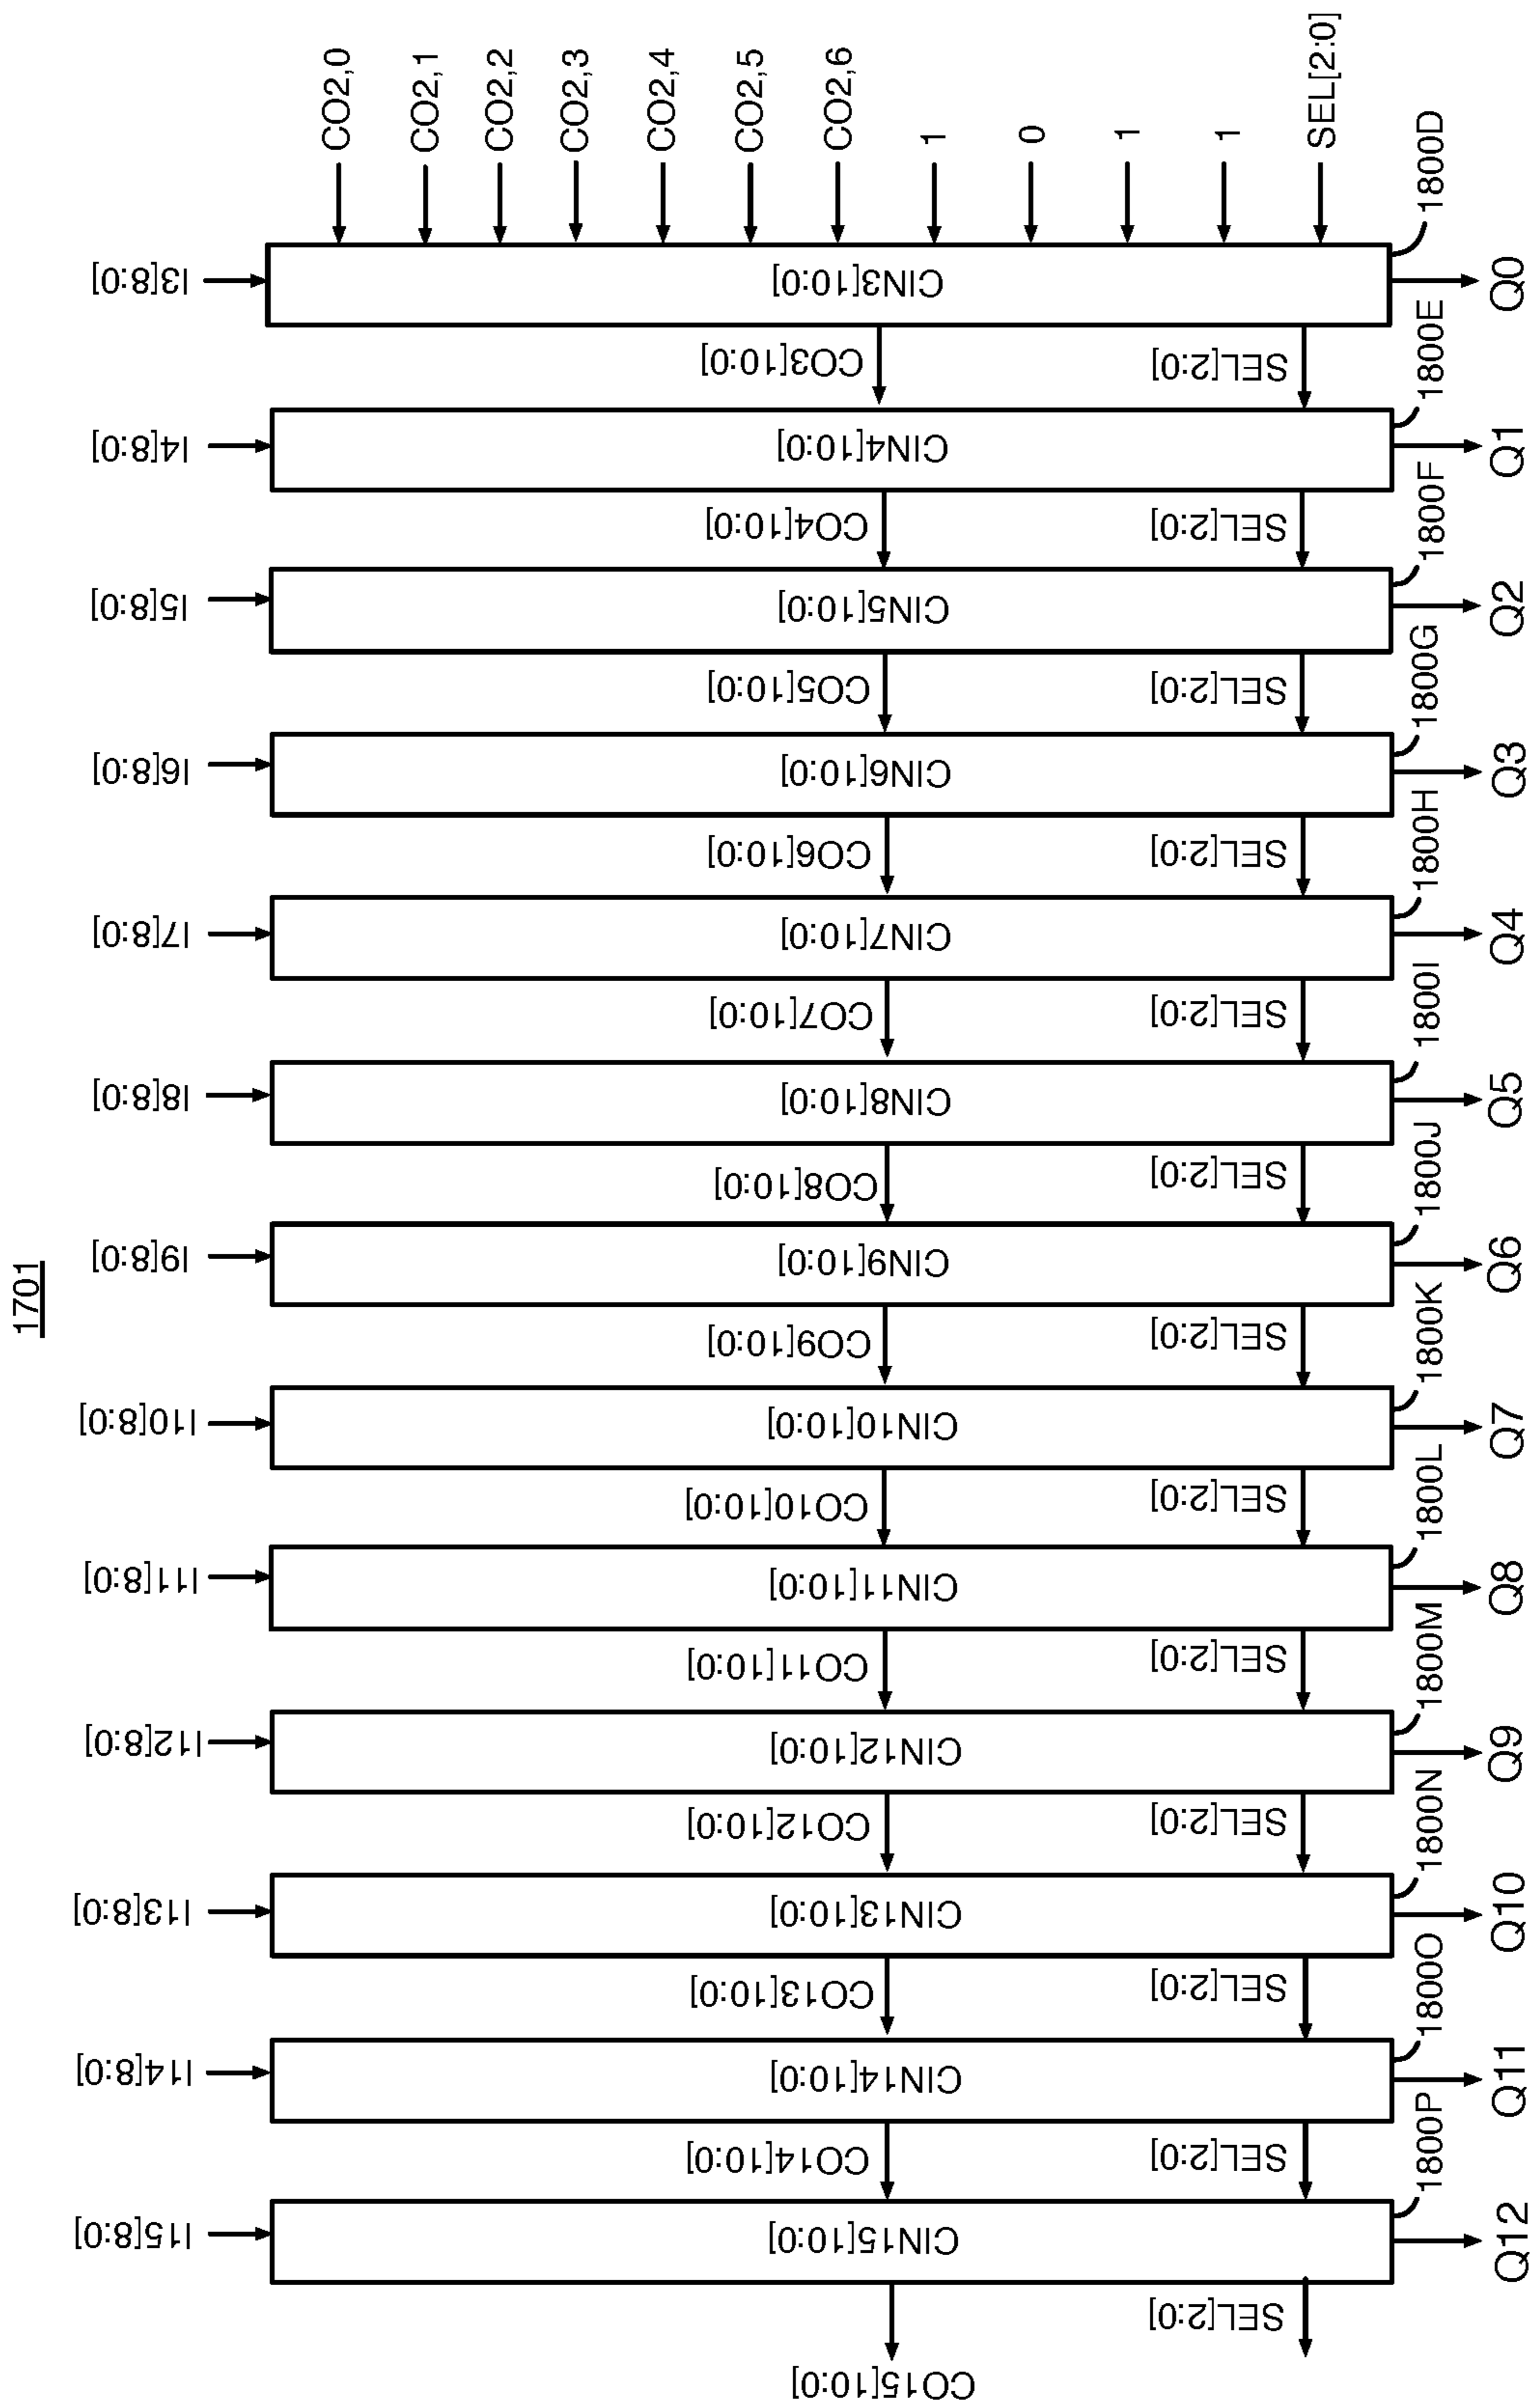 1701
I3[8:0]
CO2,0
CO2,1
CO2,2
CO2,3
CO2,4
CO2,5
CO2,6
1
0
1
1
SEL[2:0]
CIN3[10:0]
1800D
Q0
CO3[10:0]
SEL[2:0]
I4[8:0]
CIN4[10:0]
1800E
Q1
CO4[10:0]
SEL[2:0]
I5[8:0]
CIN5[10:0]
1800F
Q2
CO5[10:0]
SEL[2:0]
I6[8:0]
CIN6[10:0]
1800G
Q3
CO6[10:0]
SEL[2:0]
I7[8:0]
CIN7[10:0]
1800H
Q4
CO7[10:0]
SEL[2:0]
I8[8:0]
CIN8[10:0]
1800I
Q5
CO8[10:0]
SEL[2:0]
I9[8:0]
CIN9[10:0]
1800J
Q6
CO9[10:0]
SEL[2:0]
I10[8:0]
CIN10[10:0]
1800K
Q7
CO10[10:0]
SEL[2:0]
I11[8:0]
CIN11[10:0]
1800L
Q8
CO11[10:0]
SEL[2:0]
I12[8:0]
CIN12[10:0]
1800M
Q9
CO12[10:0]
SEL[2:0]
I13[8:0]
CIN13[10:0]
1800N
Q10
CO13[10:0]
SEL[2:0]
I14[8:0]
CIN14[10:0]
1800O
Q11
CO14[10:0]
SEL[2:0]
I15[8:0]
CIN15[10:0]
1800P
Q12
CO15[10:0]
SEL[2:0]